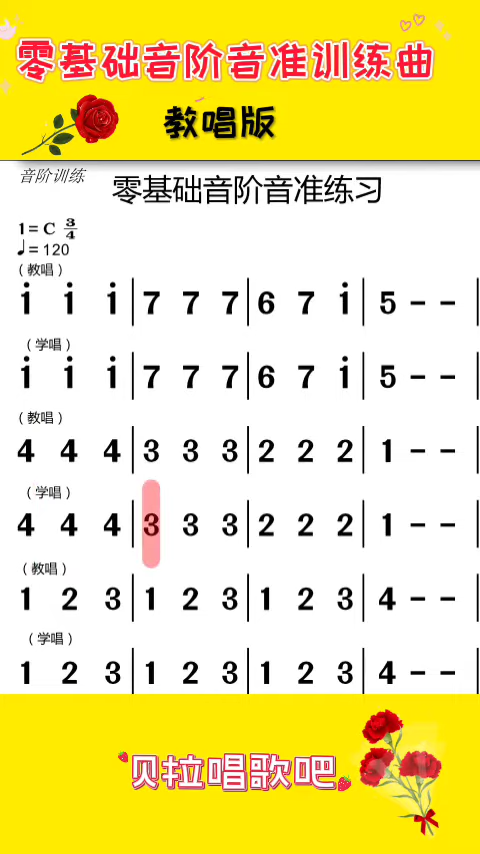 零基础音阶音准训练曲
教唱版
音阶训练
零基础音阶音准练习
1=C 3/4
♩=120
（教唱）
i̇ i̇ i̇ | 7 7 7 | 6 7 i̇ | 5 - - |
（学唱）
i̇ i̇ i̇ | 7 7 7 | 6 7 i̇ | 5 - - |
（教唱）
4 4 4 | 3 3 3 | 2 2 2 | 1 - - |
（学唱）
4 4 4 | 3 3 3 | 2 2 2 | 1 - - |
（教唱）
1 2 3 | 1 2 3 | 1 2 3 | 4 - - |
（学唱）
1 2 3 | 1 2 3 | 1 2 3 | 4 - - |
贝拉唱歌吧